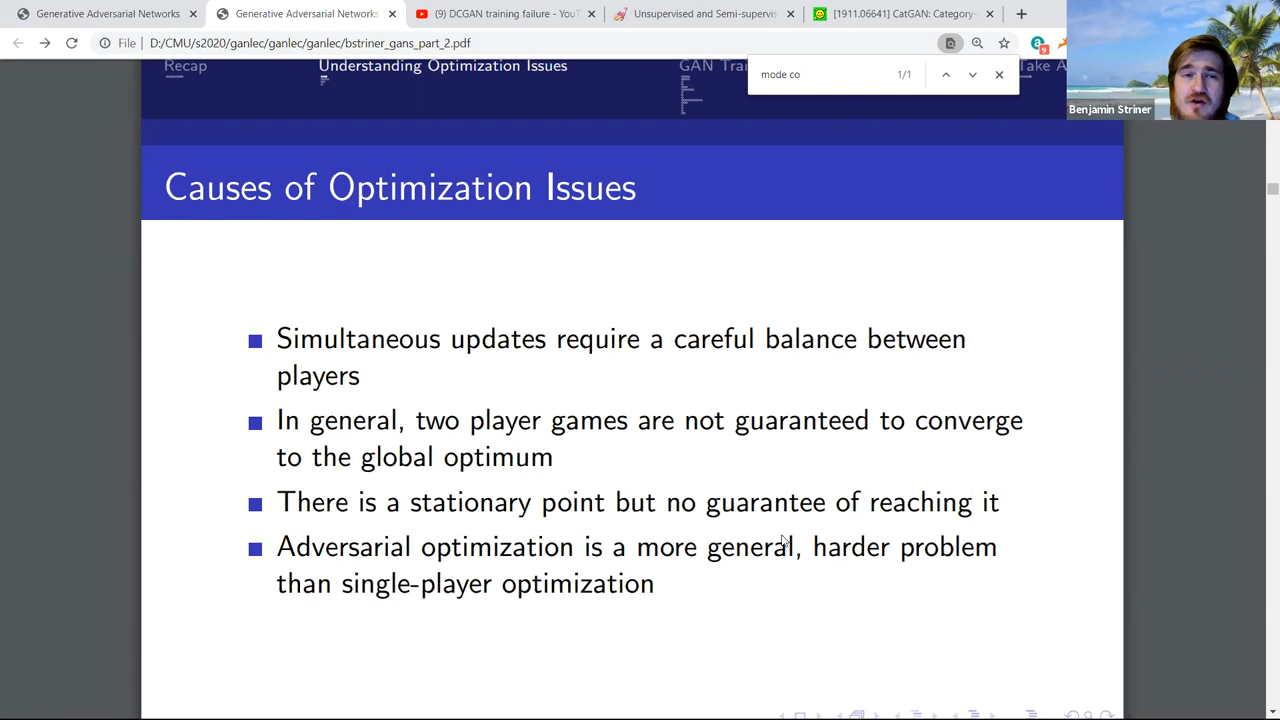 Generative Adversarial Networks
Generative Adversarial Networks
(9) DCGAN training failure - YouT
Unsupervised and Semi-supervis
[1911.06641] CatGAN: Category-
File
D:/CMU/s2020/ganlec/ganlec/ganlec/bstriner_gans_part_2.pdf
9
Recap
Understanding Optimization Issues
GAN Tra
Take A
mode co
1/1
Benjamin Striner
Causes of Optimization Issues
Simultaneous updates require a careful balance between
players
In general, two player games are not guaranteed to converge
to the global optimum
There is a stationary point but no guarantee of reaching it
Adversarial optimization is a more general, harder problem
than single-player optimization